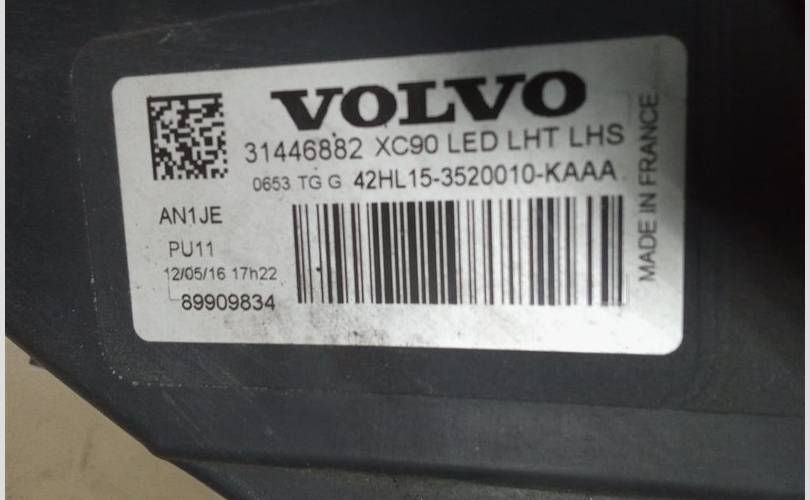 VOLVO
31446882 XC90 LED LHT LHS
0653 TG G 42HL15-3520010-KAAA
AN1JE
PU11
12/05/16 17h22
89909834
MADE IN FRANCE